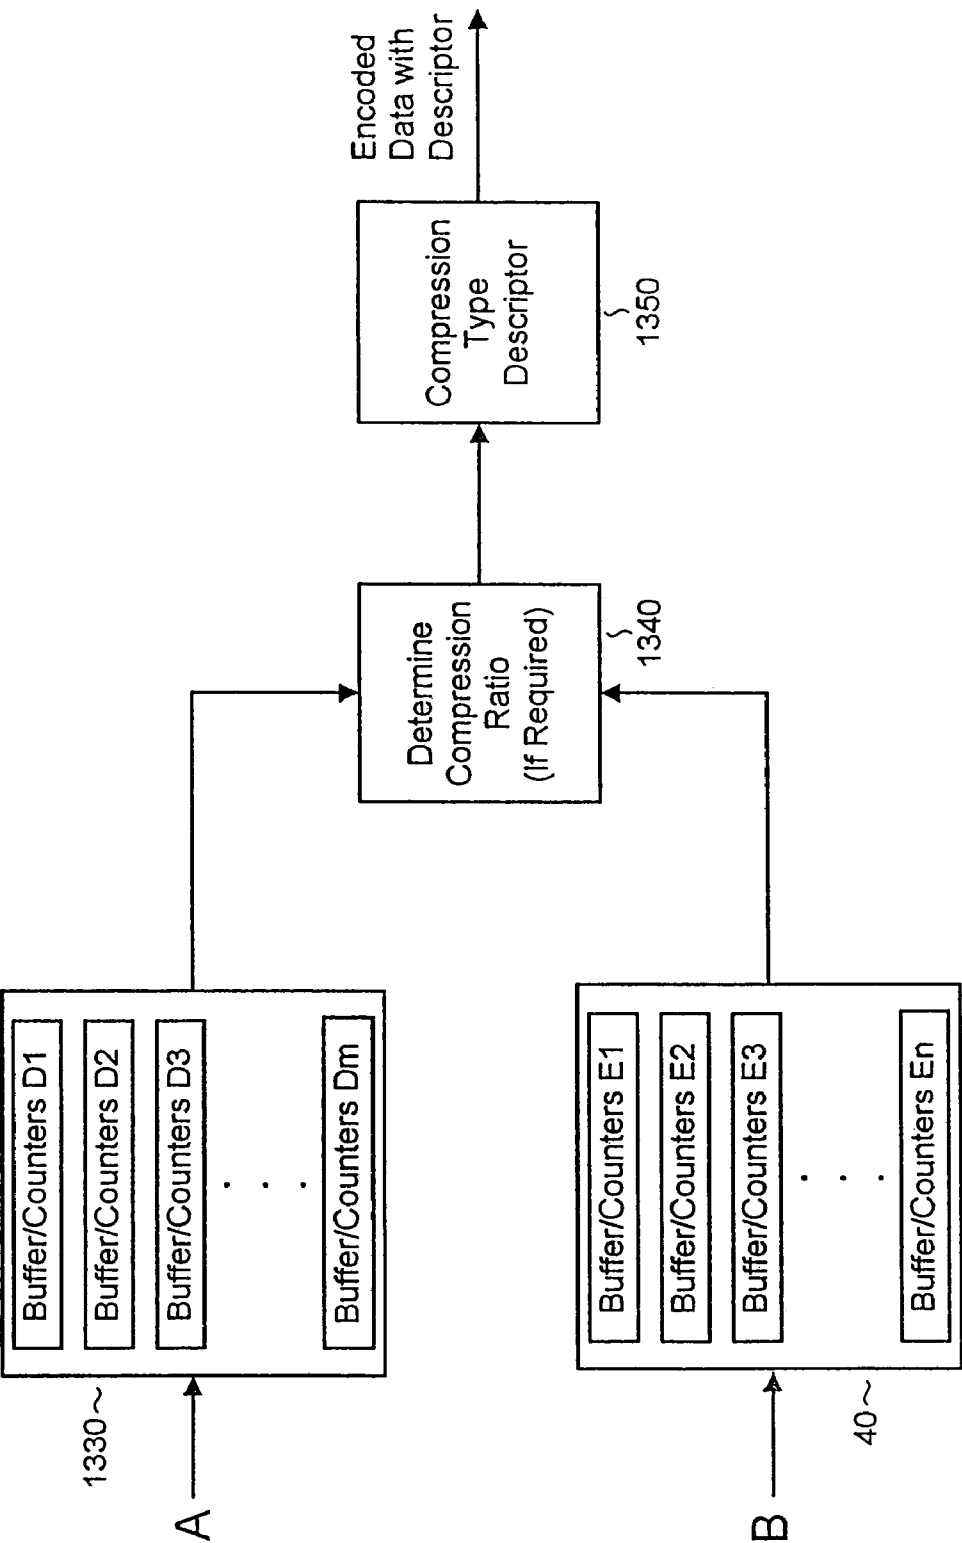 A
1330
Buffer/Counters D1
Buffer/Counters D2
Buffer/Counters D3
. . .
Buffer/Counters Dm
B
40
Buffer/Counters E1
Buffer/Counters E2
Buffer/Counters E3
. . .
Buffer/Counters En
Determine
Compression
Ratio
(If Required)
1340
Compression
Type
Descriptor
1350
Encoded
Data with
Descriptor